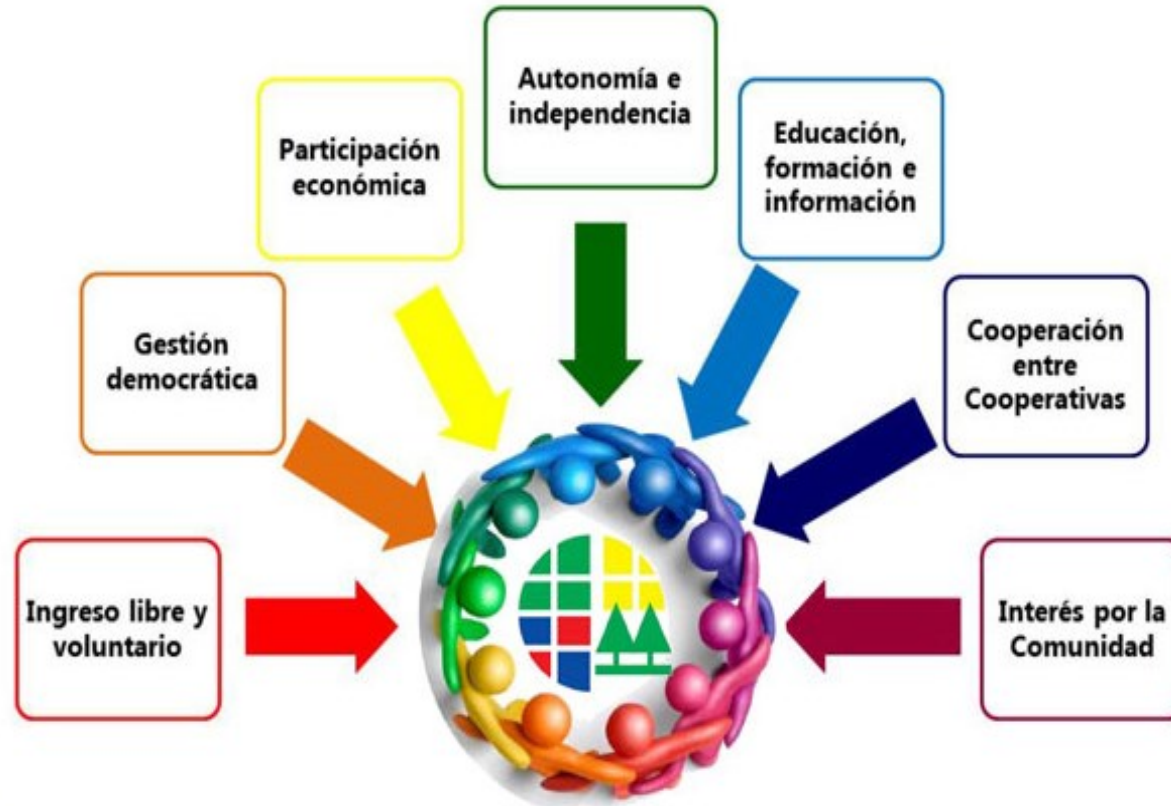 Autonomía e
independencia
Participación
económica
Educación,
formación e
información
Gestión
democrática
Cooperación
entre
Cooperativas
Ingreso libre y
voluntario
Interés por la
Comunidad